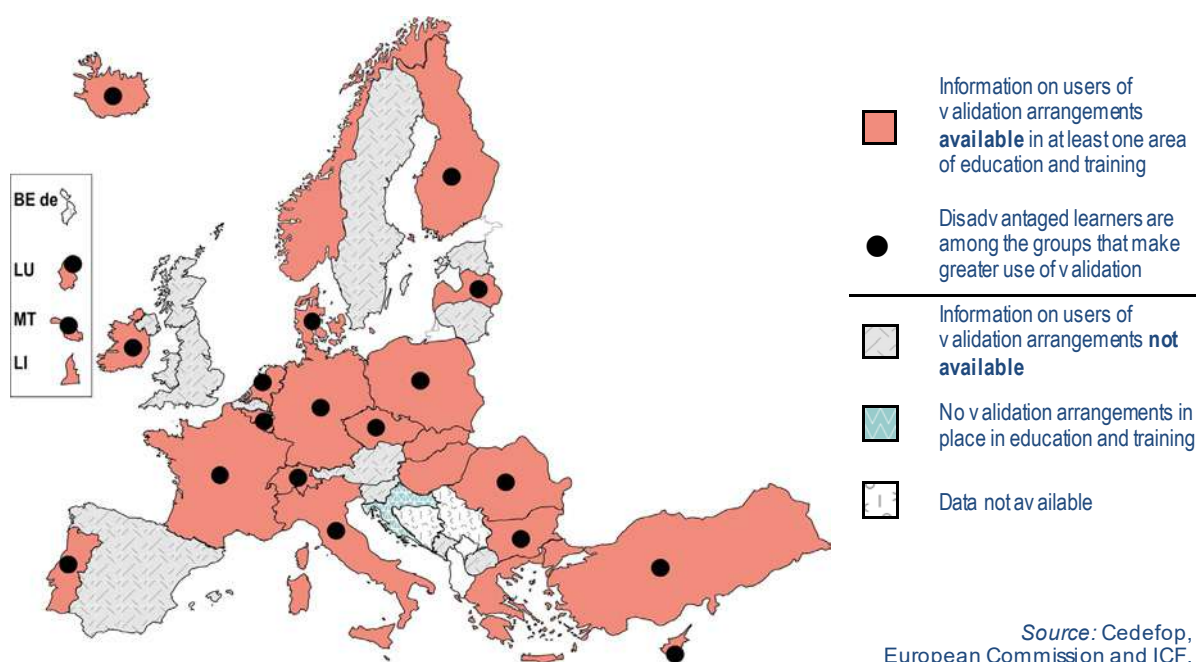 BE de
LU
MT
LI
Information on users of
v alidation arrangements
available in at least one area
of education and training
Disadv antaged learners are
among the groups that make
greater use of v alidation
Information on users of
v alidation arrangements not
available
No v alidation arrangements in
place in education and training
Data not av ailable
Source: Cedefop,
European Commission and ICF.